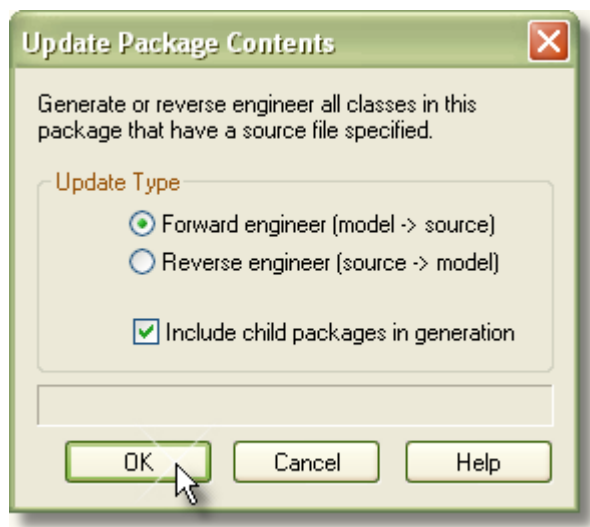 Update Package Contents
Generate or reverse engineer all classes in this
package that have a source file specified.
Update Type
Forward engineer (model -> source)
Reverse engineer (source -> model)
Include child packages in generation
OK Cancel Help